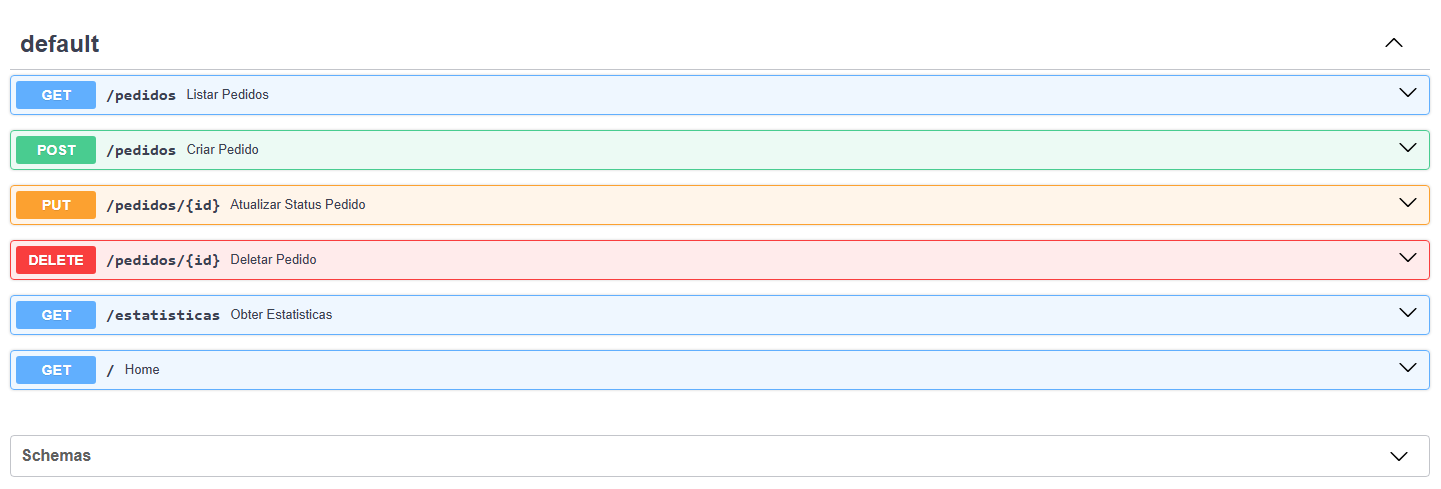 default
GET /pedidos Listar Pedidos
POST /pedidos Criar Pedido
PUT /pedidos/{id} Atualizar Status Pedido
DELETE /pedidos/{id} Deletar Pedido
GET /estatisticas Obter Estatisticas
GET / Home
Schemas